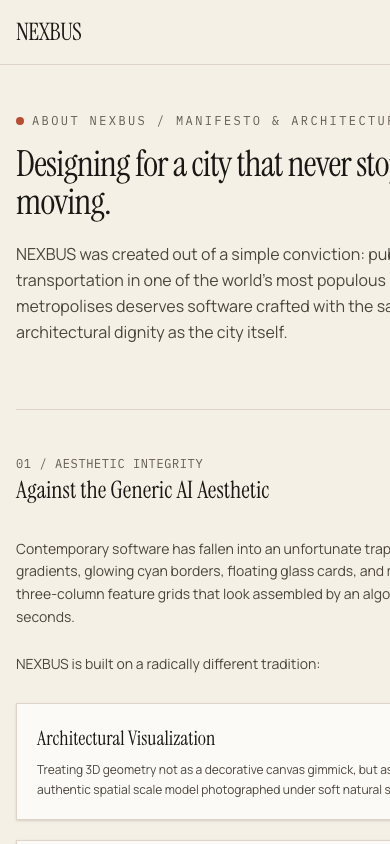 NEXBUS
ABOUT NEXBUS / MANIFESTO &
Designing for a city that never
moving.
NEXBUS was created out of a simple conviction:
transportation in one of the world's most populous
metropolises deserves software crafted with the
architectural dignity as the city itself.
01 / AESTHETIC INTEGRITY
Against the Generic AI Aesthetic
Contemporary software has fallen into an unfortunate trap
gradients, glowing cyan borders, floating glass cards, and
three-column feature grids that look assembled by an
seconds.
NEXBUS is built on a radically different tradition:
Architectural Visualization
Treating 3D geometry not as a decorative canvas gimmick, but as
authentic spatial scale model photographed under soft natural